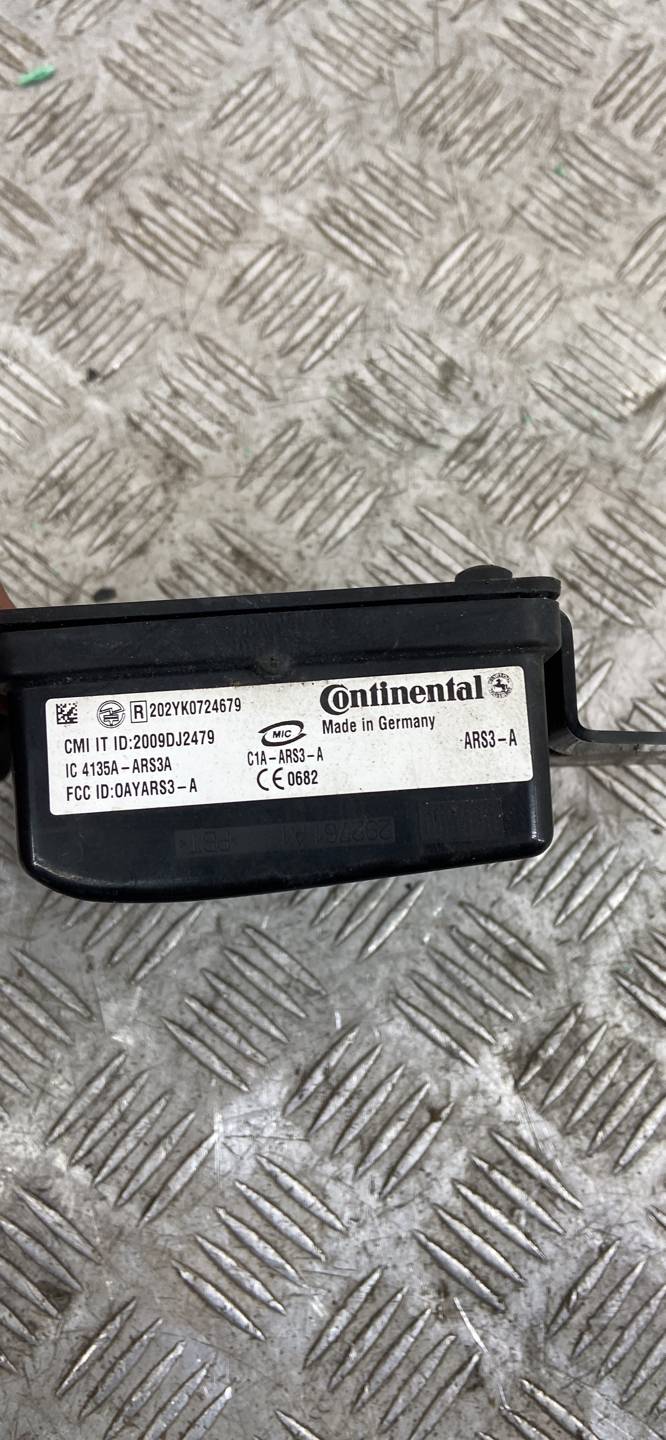 R 202YK0724679
Continental
CMI IT ID:2009DJ2479
MIC
Made in Germany
IC 4135A-ARS3A
C1A-ARS3-A
ARS3-A
FCC ID:OAYARS3-A
CE 0682